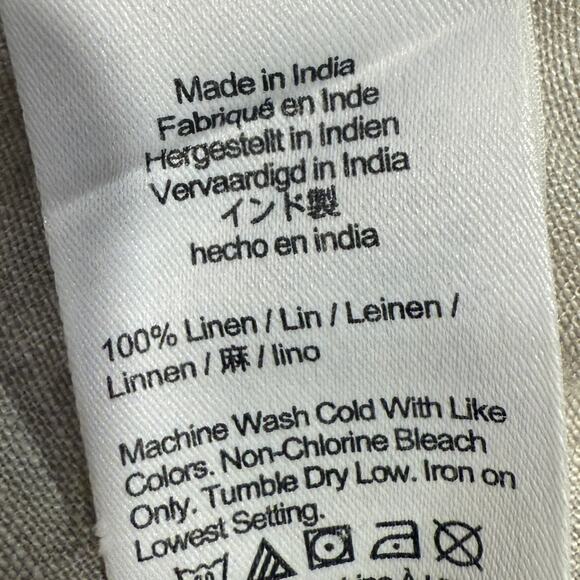 Made in India
Fabriqué en Inde
Hergestellt in Indien
Vervaardigd in India
インド製
hecho en india
100% Linen / Lin / Leinen /
Linnen / 麻 / lino
Machine Wash Cold With Like
Colors. Non-Chlorine Bleach
Only. Tumble Dry Low. Iron on
Lowest Setting.